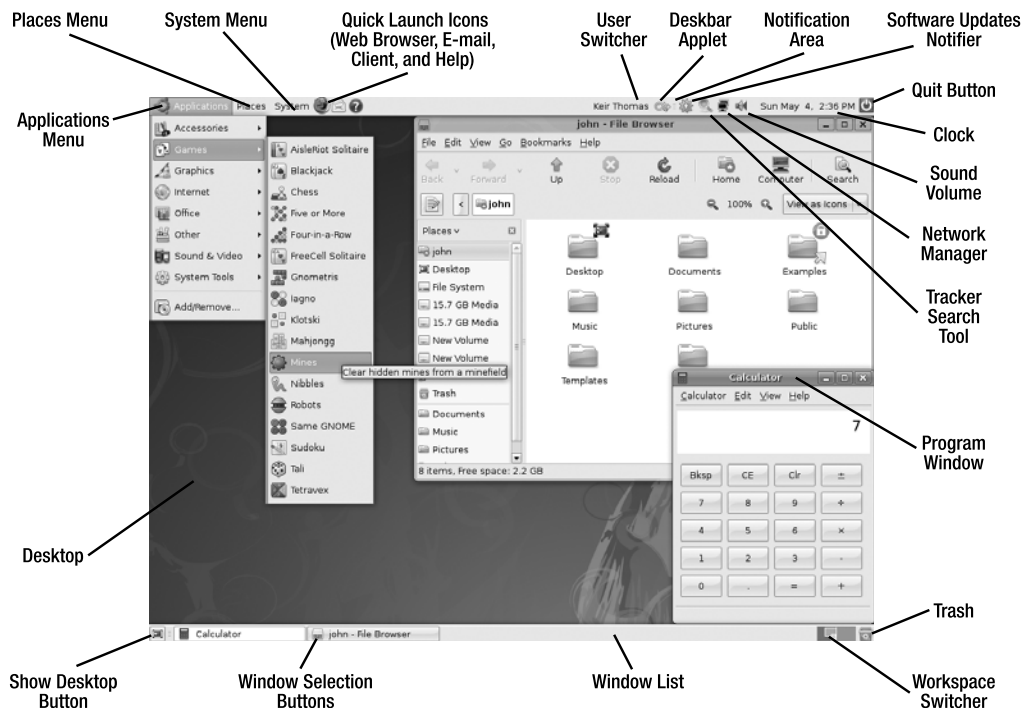 Places Menu
System Menu
Quick Launch Icons
(Web Browser, E-mail,
Client, and Help)
User
Switcher
Deskbar
Applet
Notification
Area
Software Updates
Notifier
Applications
Menu
Quit Button
Clock
Sound
Volume
Network
Manager
Tracker
Search
Tool
Program
Window
Desktop
Trash
Show Desktop
Button
Window Selection
Buttons
Window List
Workspace
Switcher
Applications Places System
Keir Thomas
Sun May 4, 2:36 PM
Accessories
Games
Graphics
Internet
Office
Other
Sound & Video
System Tools
Add/Remove...
AisleRiot Solitaire
Blackjack
Chess
Five or More
Four-in-a-Row
FreeCell Solitaire
Gnometris
Iagno
Klotski
Mahjongg
Mines
Nibbles
Robots
Same GNOME
Sudoku
Tali
Tetravex
Clear hidden mines from a minefield
john - File Browser
File Edit View Go Bookmarks Help
Back Forward Up Stop Reload Home Computer Search
john
100%
View as Icons
Places
john
Desktop
File System
15.7 GB Media
15.7 GB Media
New Volume
New Volume
Trash
Documents
Music
Pictures
Desktop Documents Examples
Music Pictures Public
Templates
8 items, Free space: 2.2 GB
Calculator
Calculator Edit View Help
7
Bksp CE Clr ±
7 8 9 ÷
4 5 6 ×
1 2 3 -
0 . = +
Calculator
john - File Browser